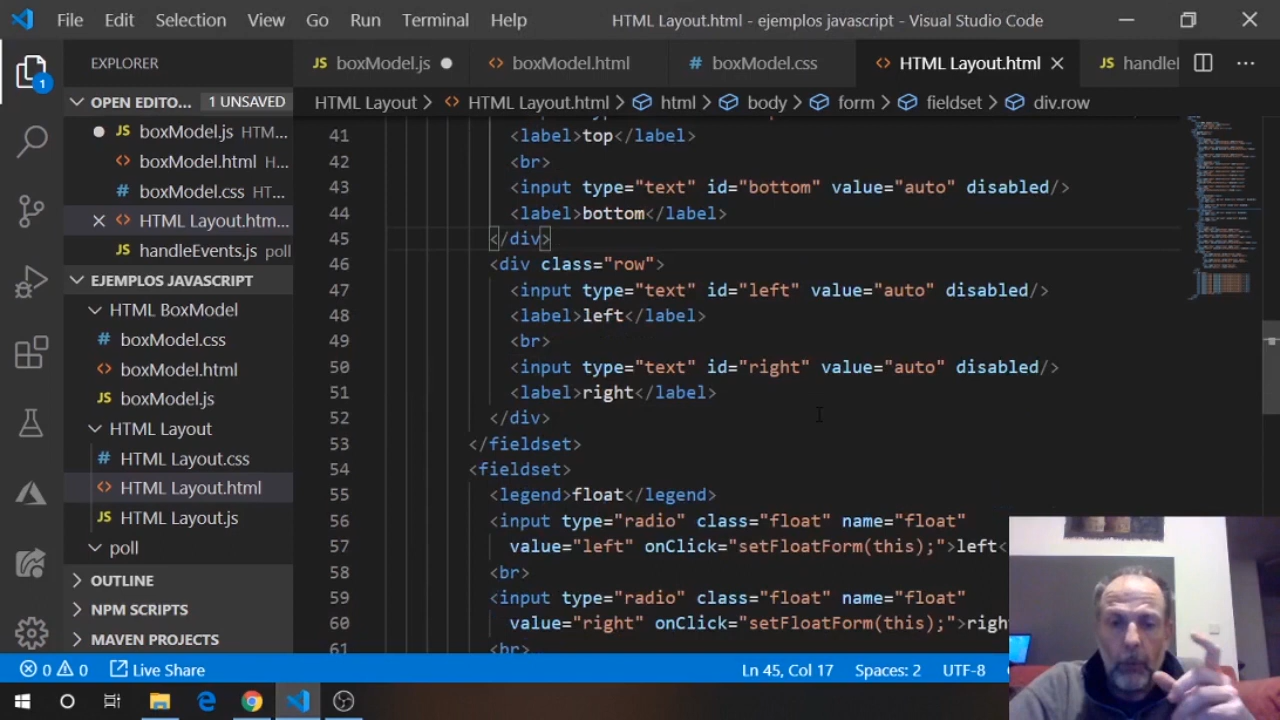 File Edit Selection View Go Run Terminal Help HTML Layout.html - ejemplos javascript - Visual Studio Code
EXPLORER
OPEN EDITO... 1 UNSAVED
boxModel.js HTM...
boxModel.html H...
boxModel.css HT...
HTML Layout.htm...
handleEvents.js poll
EJEMPLOS JAVASCRIPT
HTML BoxModel
boxModel.css
boxModel.html
boxModel.js
HTML Layout
HTML Layout.css
HTML Layout.html
HTML Layout.js
poll
OUTLINE
NPM SCRIPTS
MAVEN PROJECTS
1
boxModel.js boxModel.html boxModel.css HTML Layout.html handlel
HTML Layout > HTML Layout.html > html > body > form > fieldset > div.row
41 <label>top</label>
42 <br>
43 <input type="text" id="bottom" value="auto" disabled/>
44 <label>bottom</label>
45 </div>
46 <div class="row">
47 <input type="text" id="left" value="auto" disabled/>
48 <label>left</label>
49 <br>
50 <input type="text" id="right" value="auto" disabled/>
51 <label>right</label>
52 </div>
53 </fieldset>
54 <fieldset>
55 <legend>float</legend>
56 <input type="radio" class="float" name="float"
57 value="left" onClick="setFloatForm(this);">left<
58 <br>
59 <input type="radio" class="float" name="float"
60 value="right" onClick="setFloatForm(this);">righ
61 <br>
0 0 Live Share Ln 45, Col 17 Spaces: 2 UTF-8